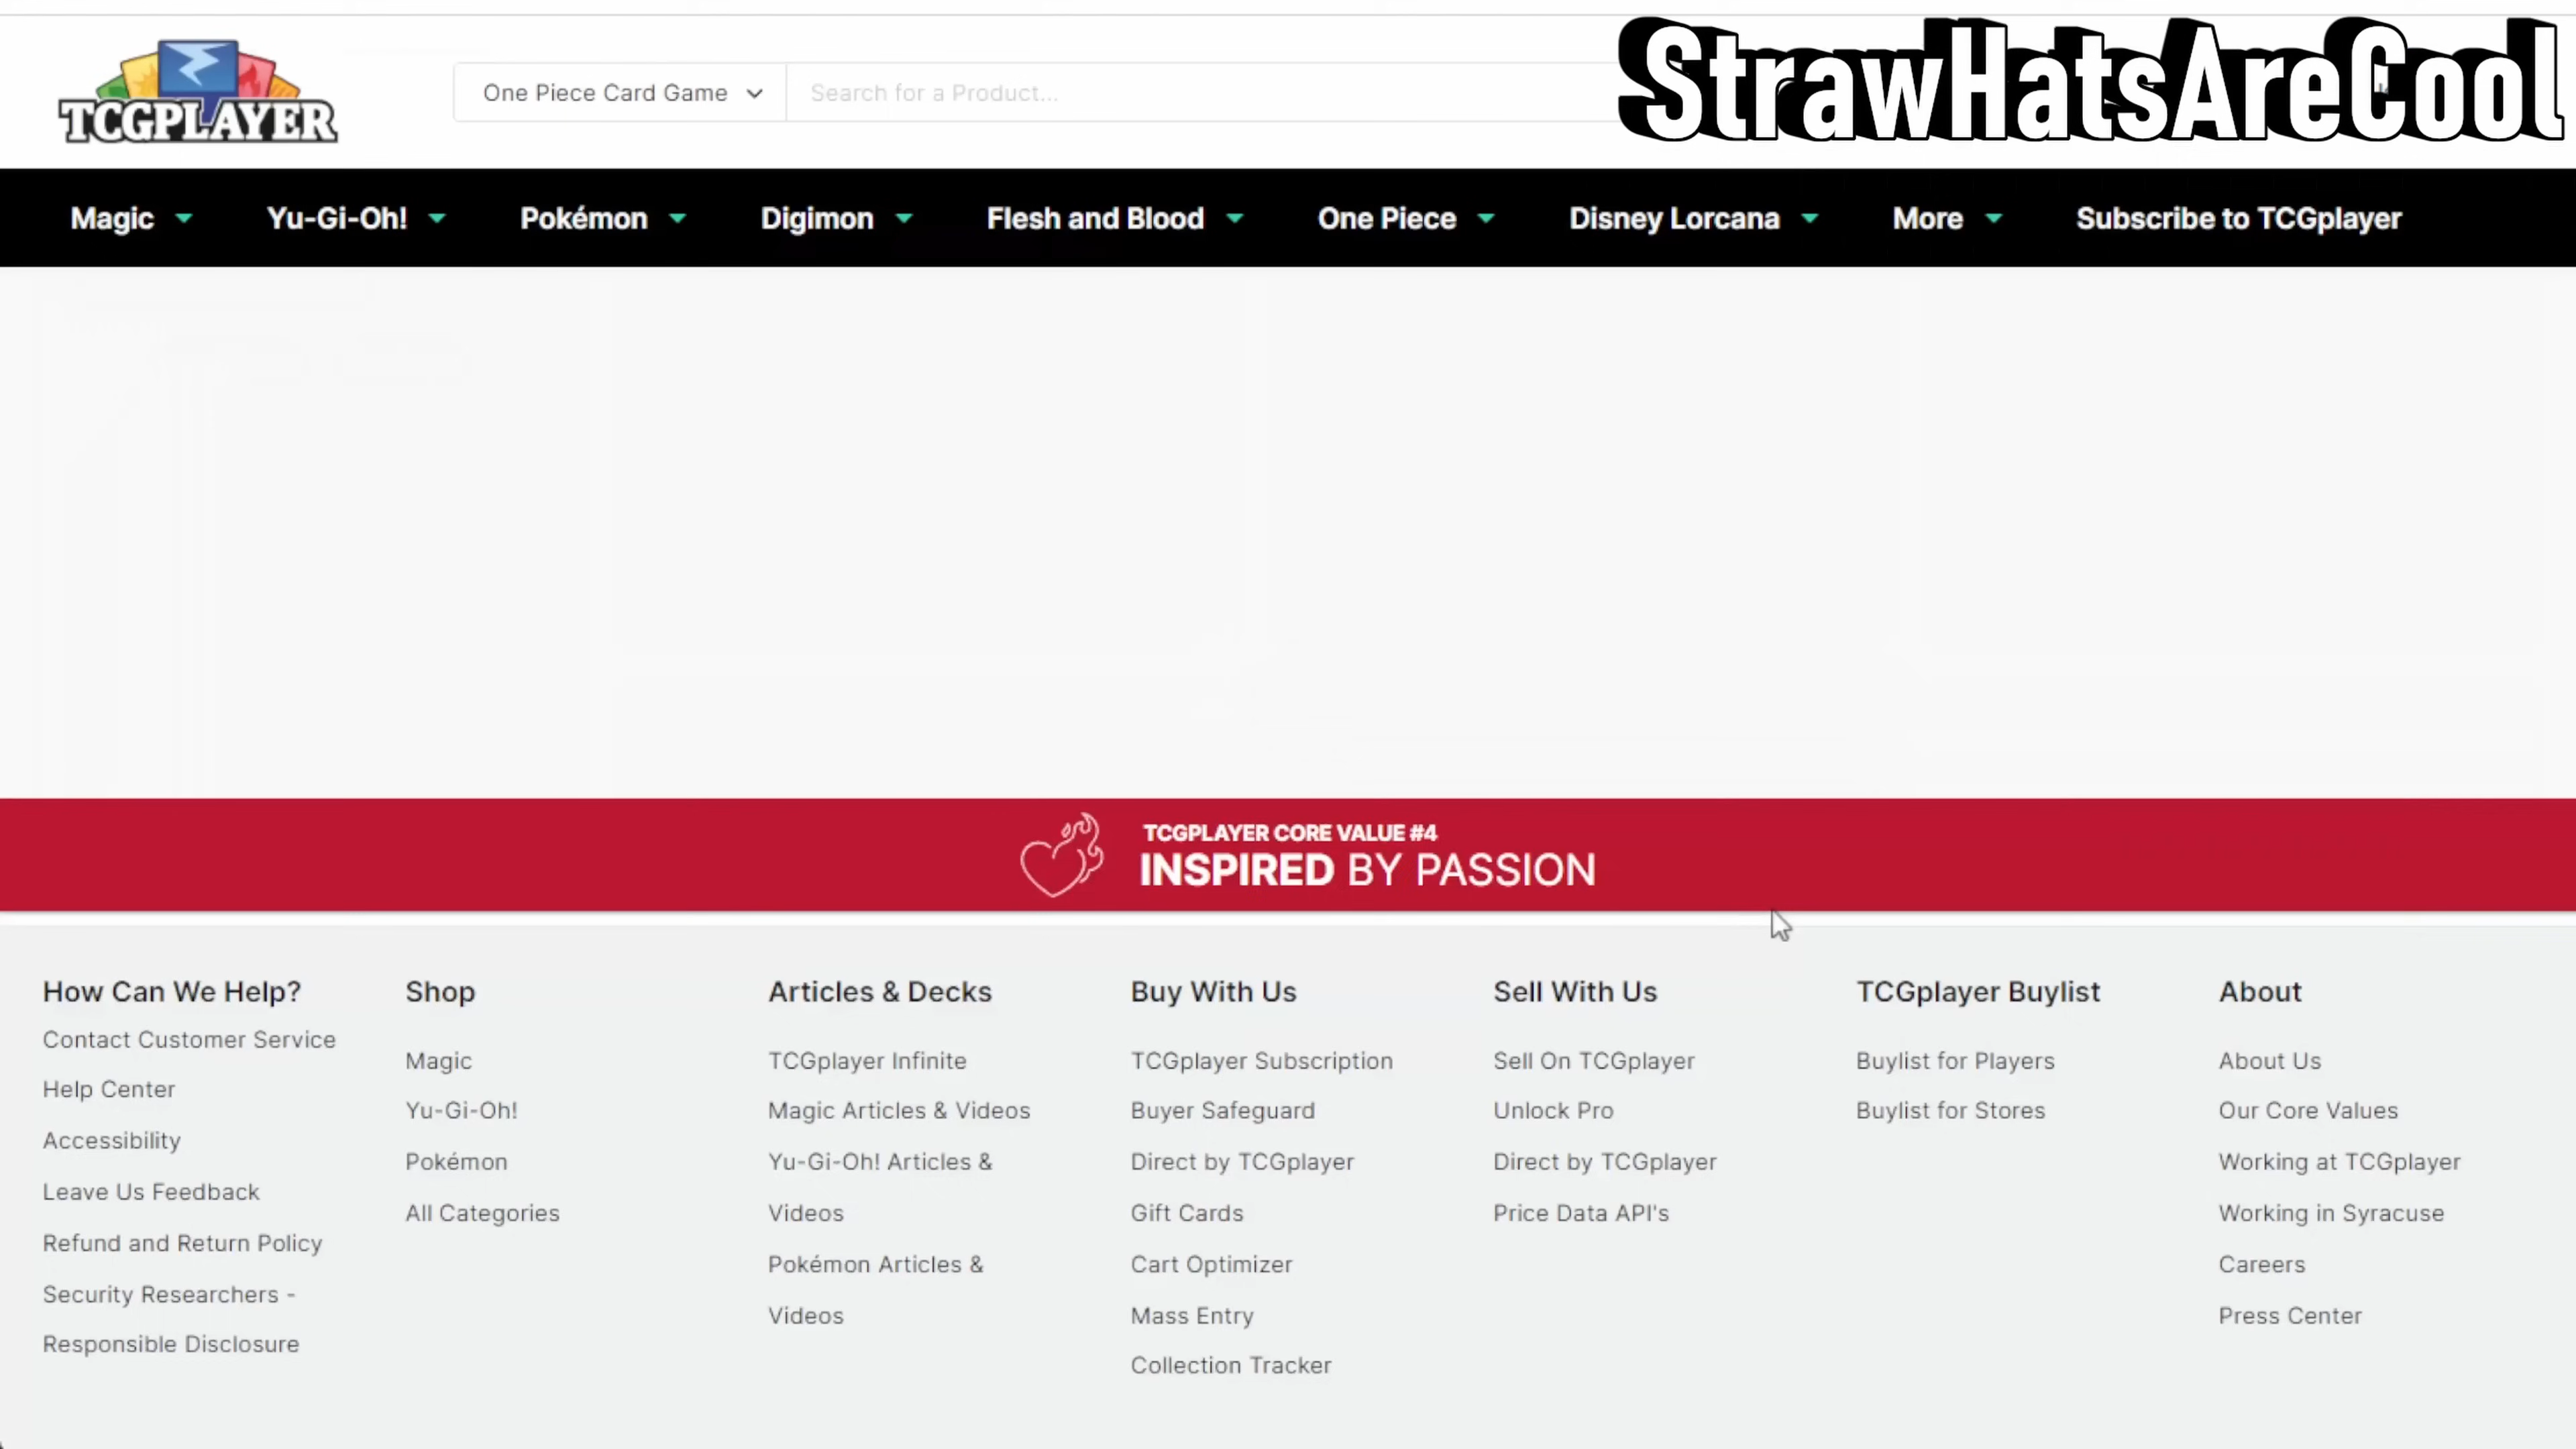 TCGPLAYER
One Piece Card Game
Search for a Product...
StrawHatsAreCool
Magic
Yu-Gi-Oh!
Pokémon
Digimon
Flesh and Blood
One Piece
Disney Lorcana
More
Subscribe to TCGplayer
TCGPLAYER CORE VALUE #4
INSPIRED BY PASSION
How Can We Help?
Contact Customer Service
Help Center
Accessibility
Leave Us Feedback
Refund and Return Policy
Security Researchers -
Responsible Disclosure
Shop
Magic
Yu-Gi-Oh!
Pokémon
All Categories
Articles & Decks
TCGplayer Infinite
Magic Articles & Videos
Yu-Gi-Oh! Articles &
Videos
Pokémon Articles &
Videos
Buy With Us
TCGplayer Subscription
Buyer Safeguard
Direct by TCGplayer
Gift Cards
Cart Optimizer
Mass Entry
Collection Tracker
Sell With Us
Sell On TCGplayer
Unlock Pro
Direct by TCGplayer
Price Data API's
TCGplayer Buylist
Buylist for Players
Buylist for Stores
About
About Us
Our Core Values
Working at TCGplayer
Working in Syracuse
Careers
Press Center